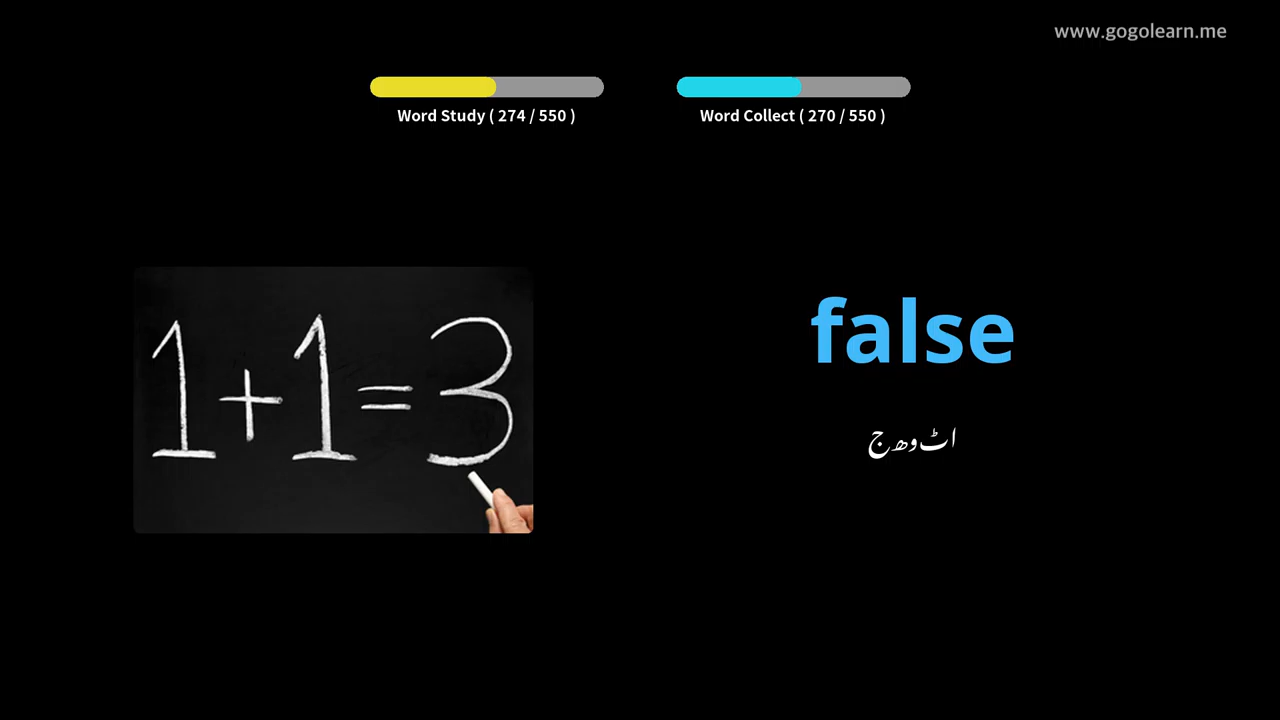 www.gogolearn.me
Word Study ( 274 / 550 )
Word Collect ( 270 / 550 )
1+1=3
false
اٹوھج